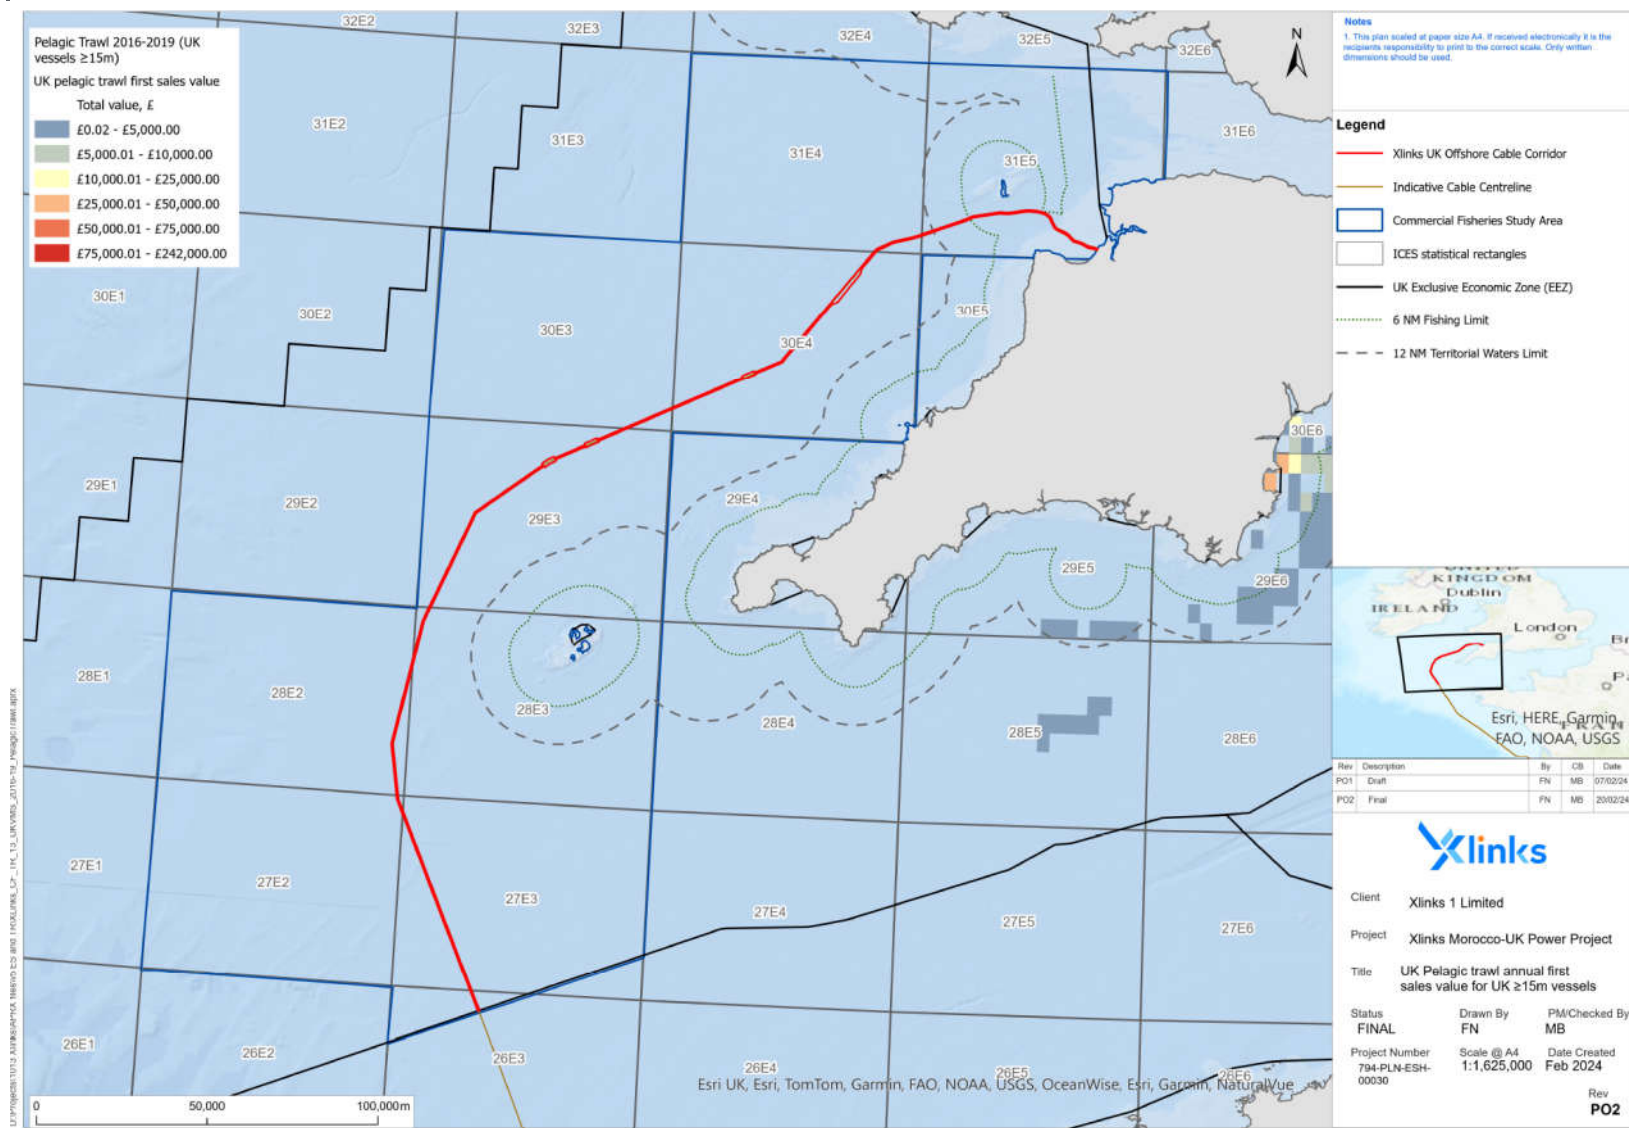 Pelagic Trawl 2016-2019 (UK
vessels ≥15m)
UK pelagic trawl first sales value
Total value, £
£0.02 - £5,000.00
£5,000.01 - £10,000.00
£10,000.01 - £25,000.00
£25,000.01 - £50,000.00
£50,000.01 - £75,000.00
£75,000.01 - £242,000.00
32E2
32E3
32E4
32E5
32E6
31E2
31E3
31E4
31E5
31E6
30E1
30E2
30E3
30E4
30E5
30E6
29E1
29E2
29E3
29E4
29E5
29E6
28E1
28E2
28E3
28E4
28E5
28E6
27E1
27E2
27E3
27E4
27E5
27E6
26E1
26E2
26E3
26E4
26E5
26E6
N
0
50,000
100,000m
Esri UK, Esri, TomTom, Garmin, FAO, NOAA, USGS, OceanWise, Esri, Garmin, NaturalVue
Notes
1. This plan scaled at paper size A4. If received electronically it is the
recipients responsibility to print to the correct scale. Only written
dimensions should be used.
Legend
Xlinks UK Offshore Cable Corridor
Indicative Cable Centreline
Commercial Fisheries Study Area
ICES statistical rectangles
UK Exclusive Economic Zone (EEZ)
6 NM Fishing Limit
12 NM Territorial Waters Limit
UNITED
KINGDOM
Dublin
IRELAND
London
Esri, HERE, Garmin,
FAO, NOAA, USGS
Rev Description By CB Date
PO1 Draft FN MB 07/02/24
PO2 Final FN MB 20/02/24
Xlinks
Client Xlinks 1 Limited
Project Xlinks Morocco-UK Power Project
Title UK Pelagic trawl annual first
sales value for UK ≥15m vessels
Status Drawn By PM/Checked By
FINAL FN MB
Project Number Scale @ A4 Date Created
794-PLN-ESH-
00030 1:1,625,000 Feb 2024
Rev
PO2